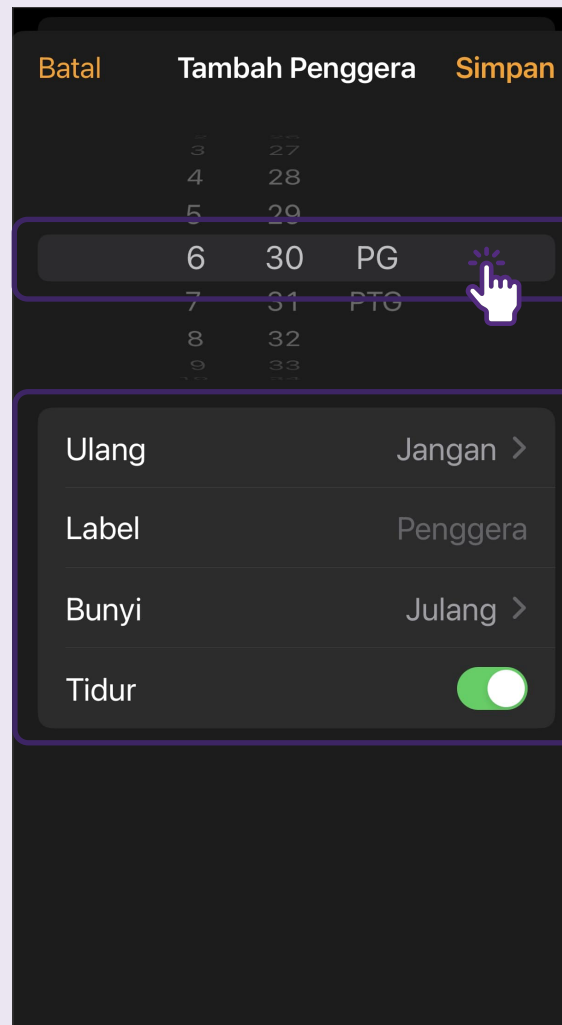 Batal Tambah Penggera Simpan
3 27
4 28
5 29
6 30 PG
7 31 PTG
8 32
9 33
Ulang Jangan
Label Penggera
Bunyi Julang
Tidur